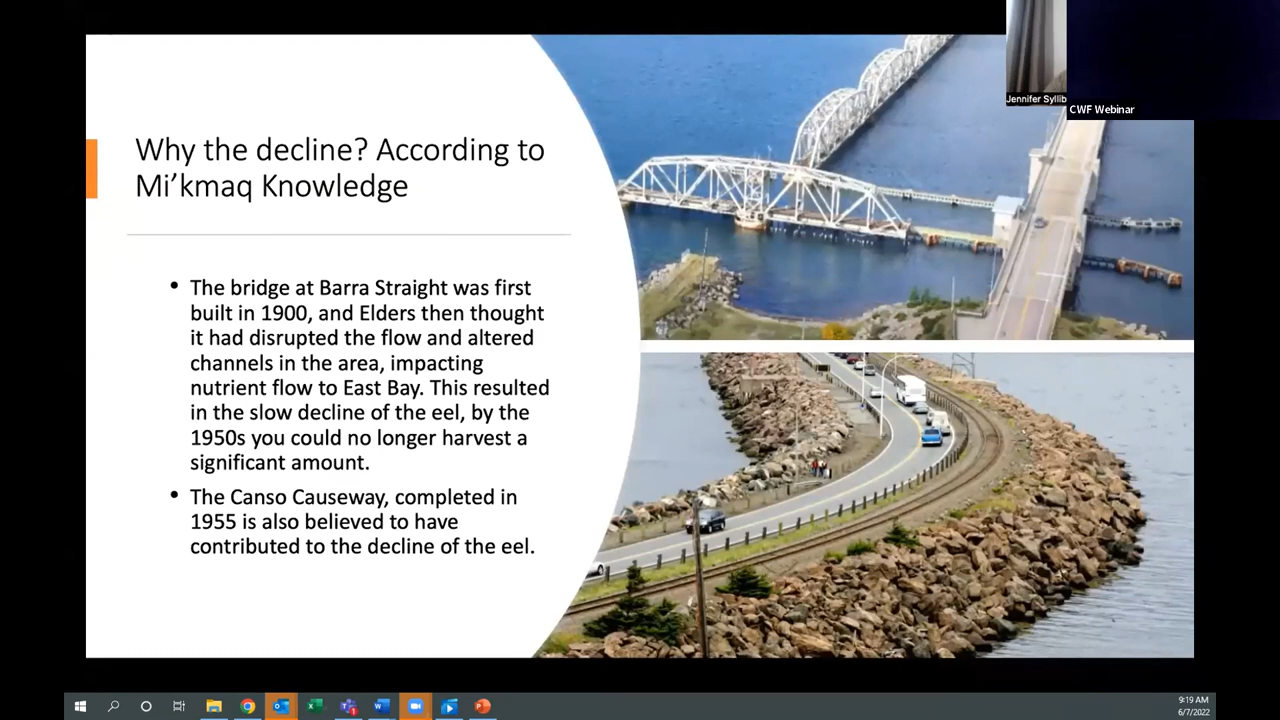 Jennifer Syllib
CWF Webinar
Why the decline? According to
Mi’kmaq Knowledge
• The bridge at Barra Straight was first
built in 1900, and Elders then thought
it had disrupted the flow and altered
channels in the area, impacting
nutrient flow to East Bay. This resulted
in the slow decline of the eel, by the
1950s you could no longer harvest a
significant amount.
• The Canso Causeway, completed in
1955 is also believed to have
contributed to the decline of the eel.
9:19 AM
6/7/2022